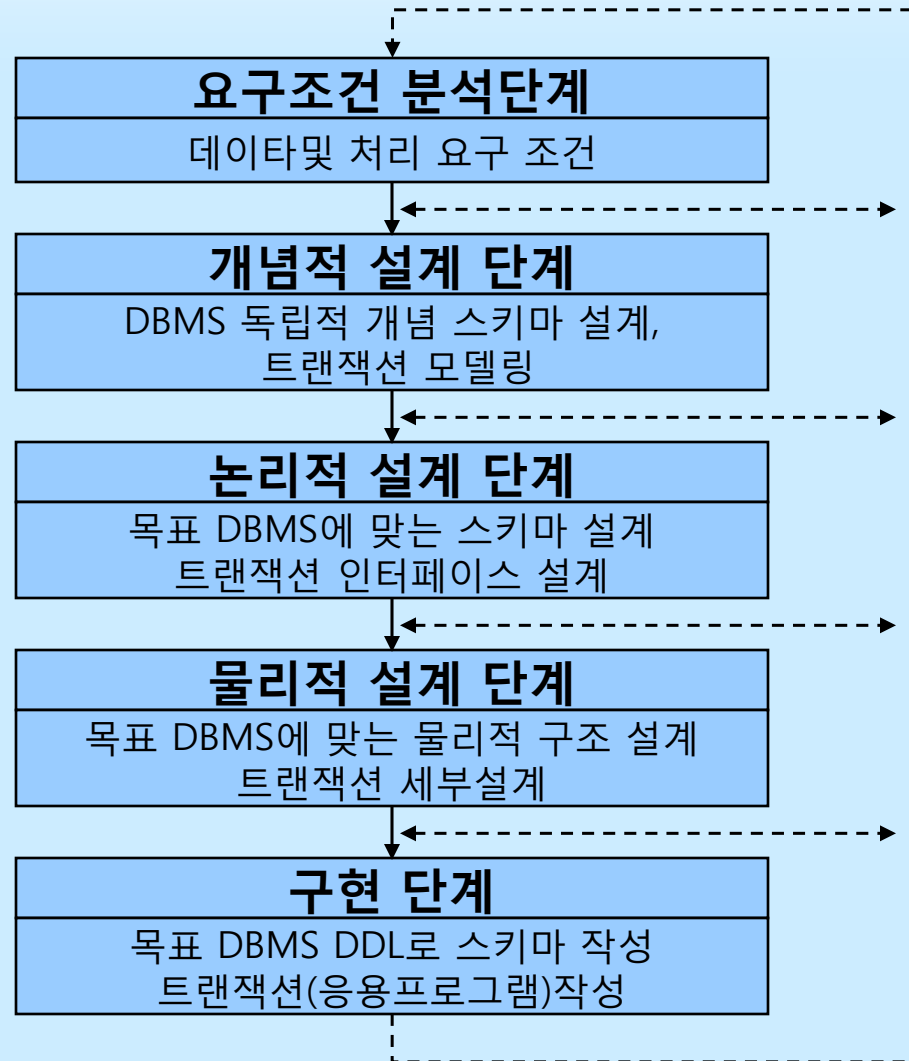 요구조건 분석단계
데이타및 처리 요구 조건
개념적 설계 단계
DBMS 독립적 개념 스키마 설계,
트랜잭션 모델링
논리적 설계 단계
목표 DBMS에 맞는 스키마 설계
트랜잭션 인터페이스 설계
물리적 설계 단계
목표 DBMS에 맞는 물리적 구조 설계
트랜잭션 세부설계
구현 단계
목표 DBMS DDL로 스키마 작성
트랜잭션(응용프로그램)작성